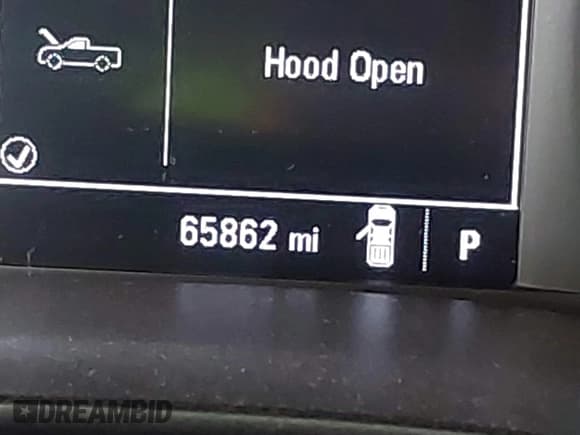 Hood Open
65862 mi
P
DREAMBID